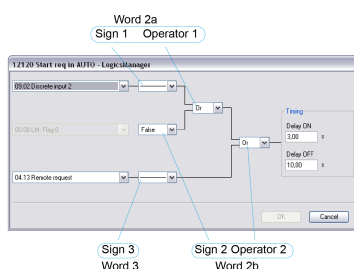 Word 2a
Sign 1 Operator 1
12120 Start req in AUTO - LogicsManager
09.02 Discrete input 2
Or
Timing
Delay ON
3,00 s
00.08 LM: Flag 8
False
Or
Delay OFF
10,00 s
04.13 Remote request
OK Cancel
Sign 3 Sign 2 Operator 2
Word 3 Word 2b